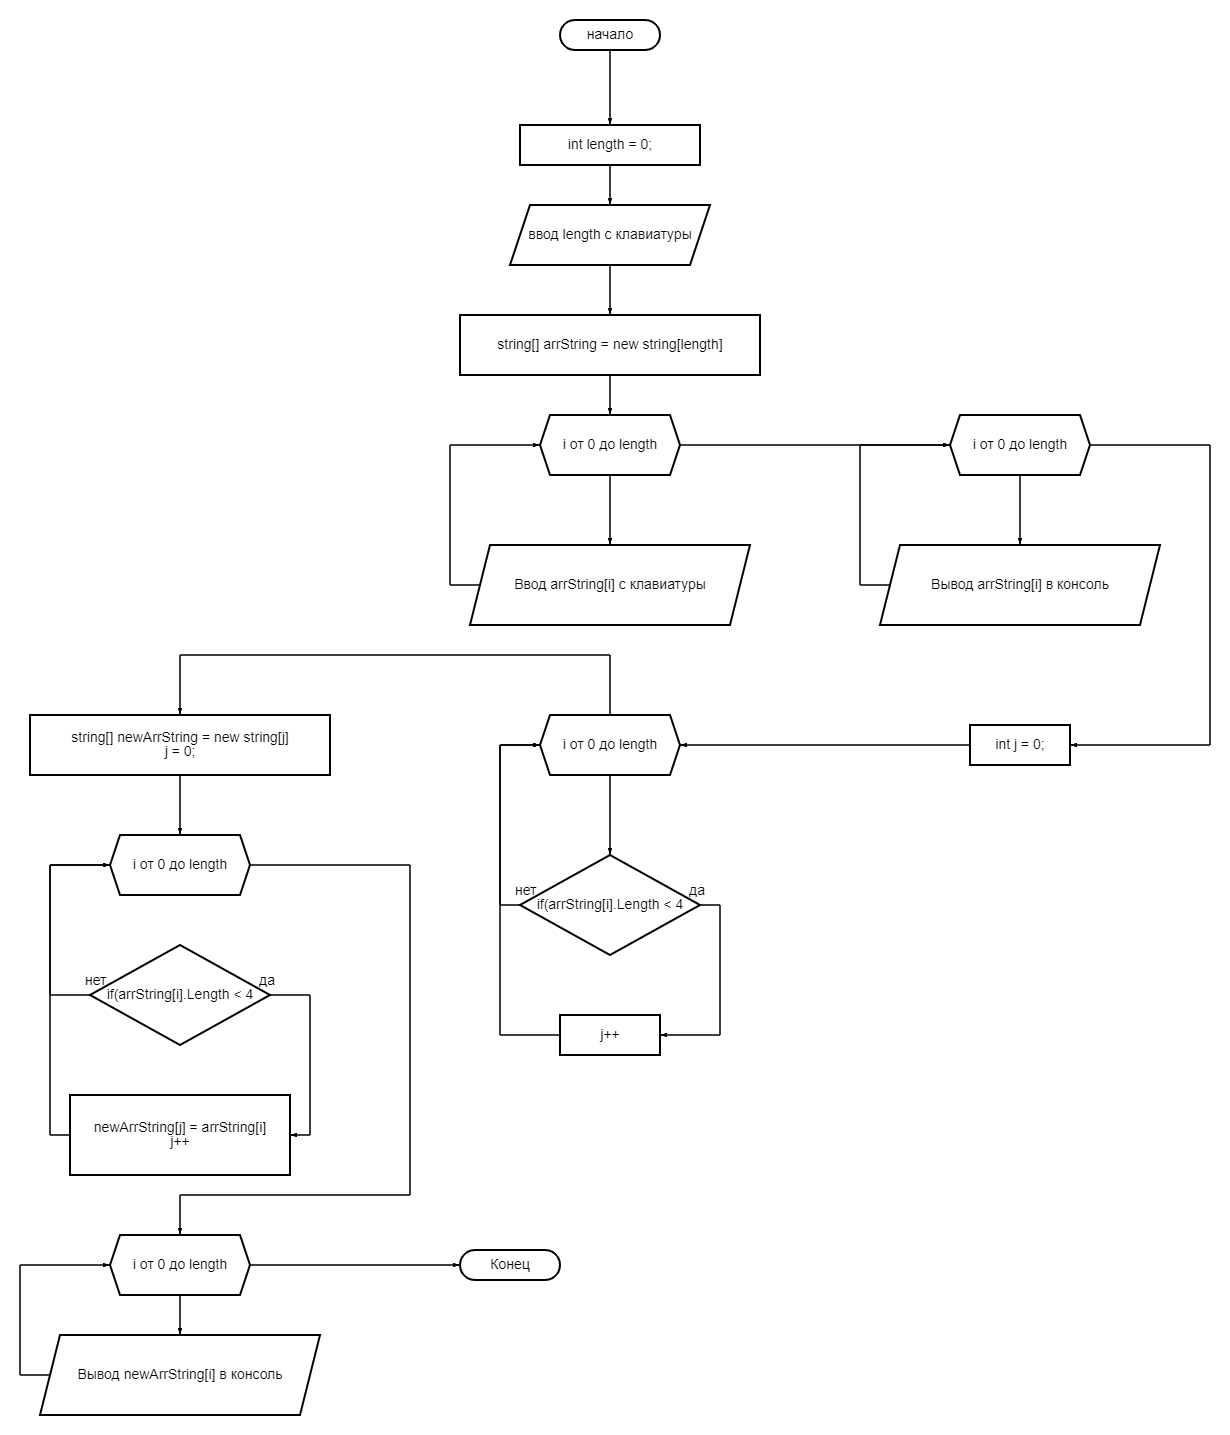 начало
int length = 0;
ввод length с клавиатуры
string[] arrString = new string[length]
i от 0 до length
i от 0 до length
Ввод arrString[i] с клавиатуры
Вывод arrString[i] в консоль
string[] newArrString = new string[j]
j = 0;
i от 0 до length
int j = 0;
i от 0 до length
нет
да
if(arrString[i].Length < 4
нет
да
if(arrString[i].Length < 4
j++
newArrString[j] = arrString[i]
j++
i от 0 до length
Конец
Вывод newArrString[i] в консоль